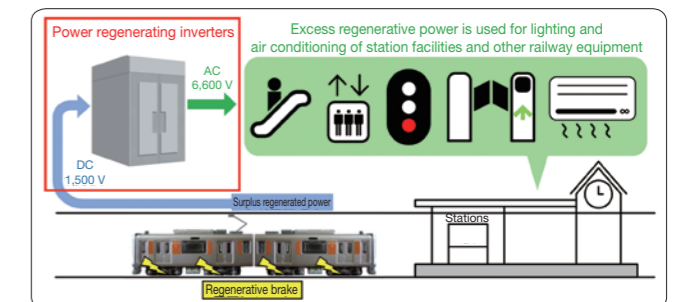 Power regenerating inverters
Excess regenerative power is used for lighting and
air conditioning of station facilities and other railway equipment
AC
6,600 V
DC
1,500 V
Surplus regenerated power
Stations
Regenerative brake